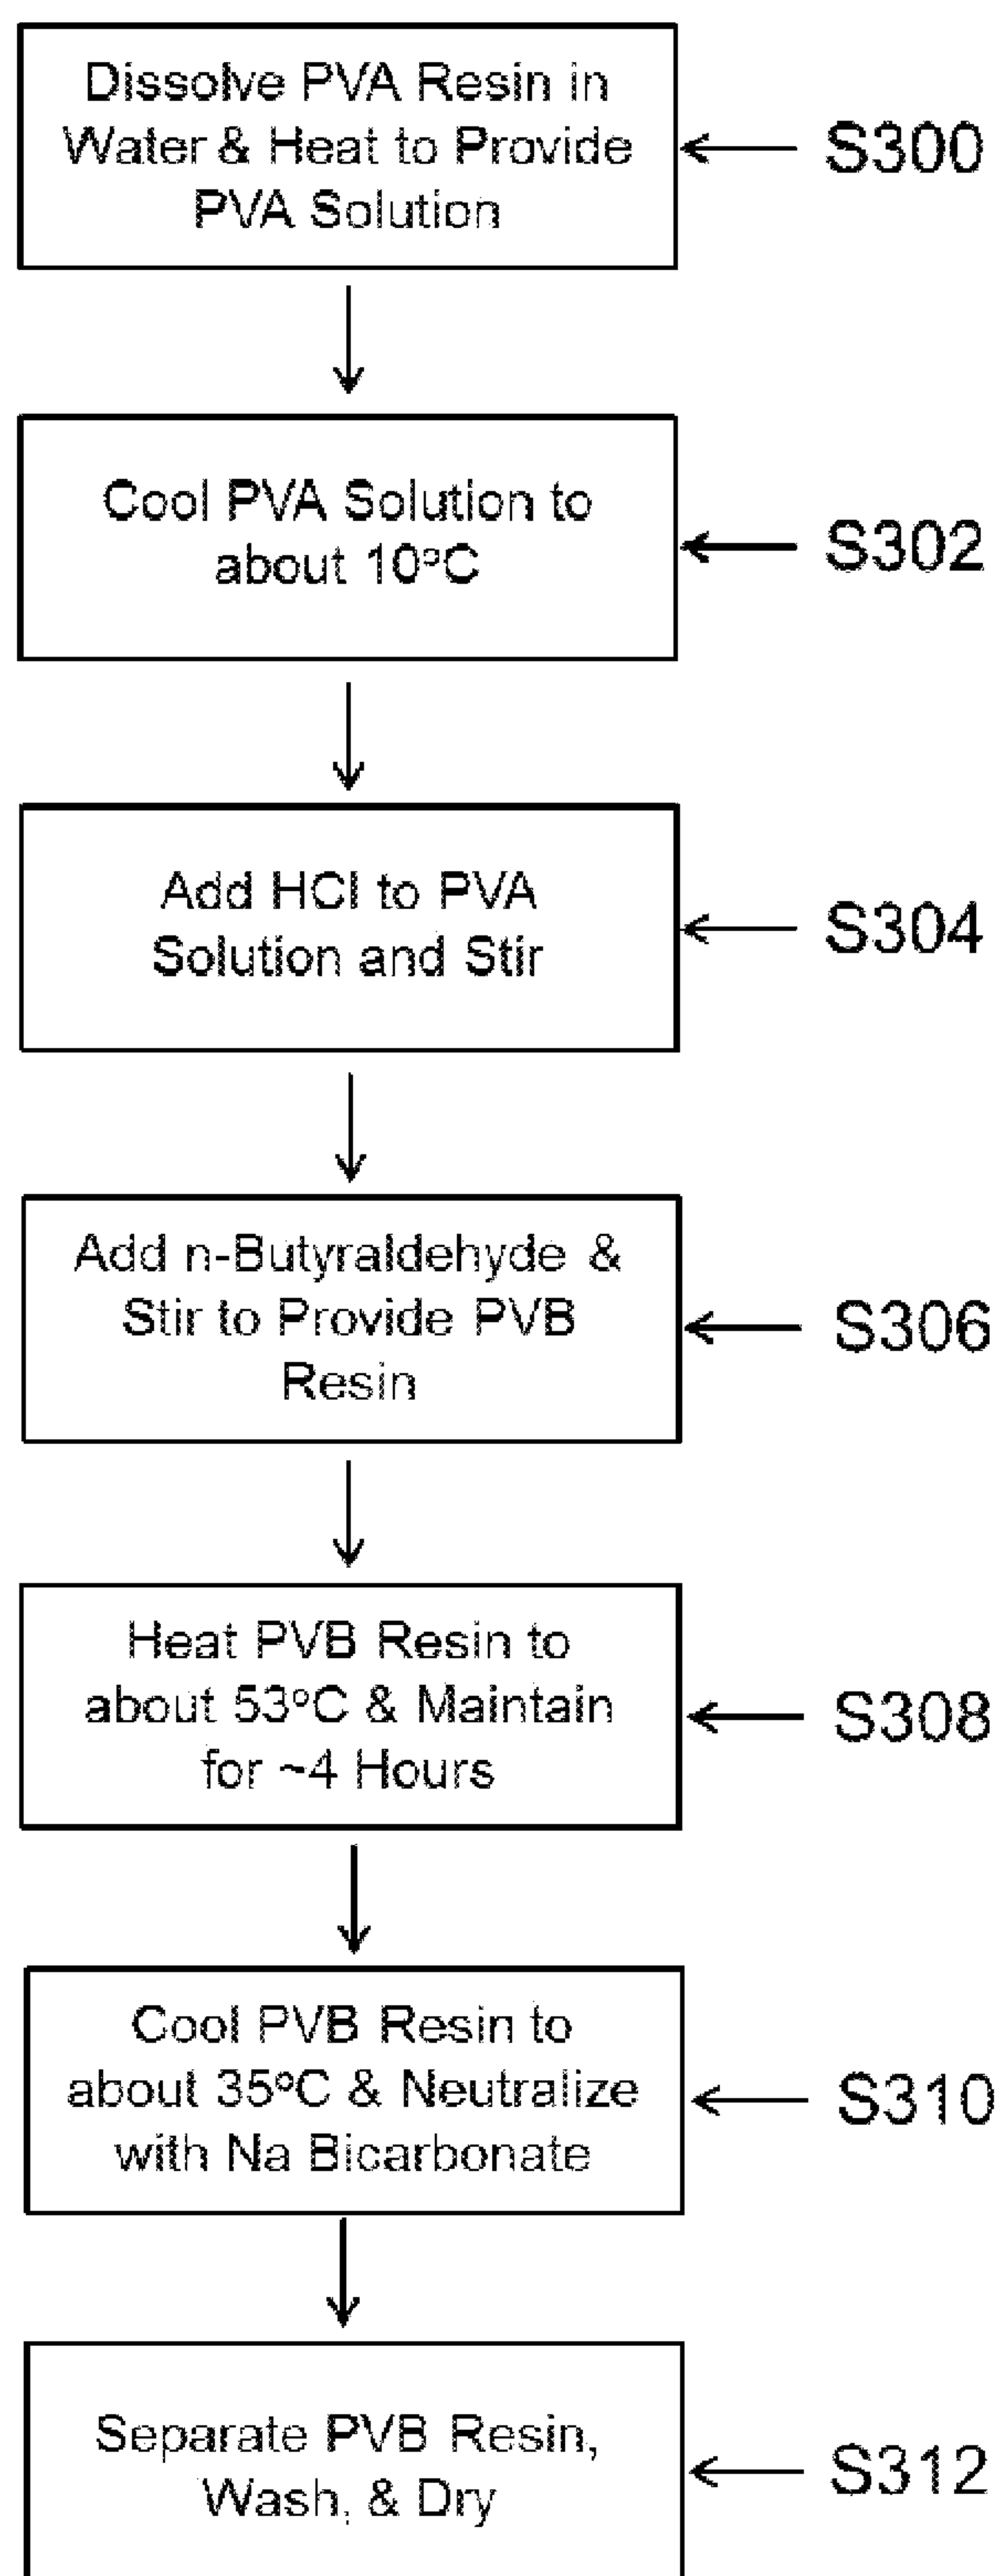 Dissolve PVA Resin in
Water & Heat to Provide
PVA Solution
S300
Cool PVA Solution to
about 10°C
S302
Add HCl to PVA
Solution and Stir
S304
Add n-Butyraldehyde &
Stir to Provide PVB
Resin
S306
Heat PVB Resin to
about 53°C & Maintain
for ~4 Hours
S308
Cool PVB Resin to
about 35°C & Neutralize
with Na Bicarbonate
S310
Separate PVB Resin,
Wash, & Dry
S312